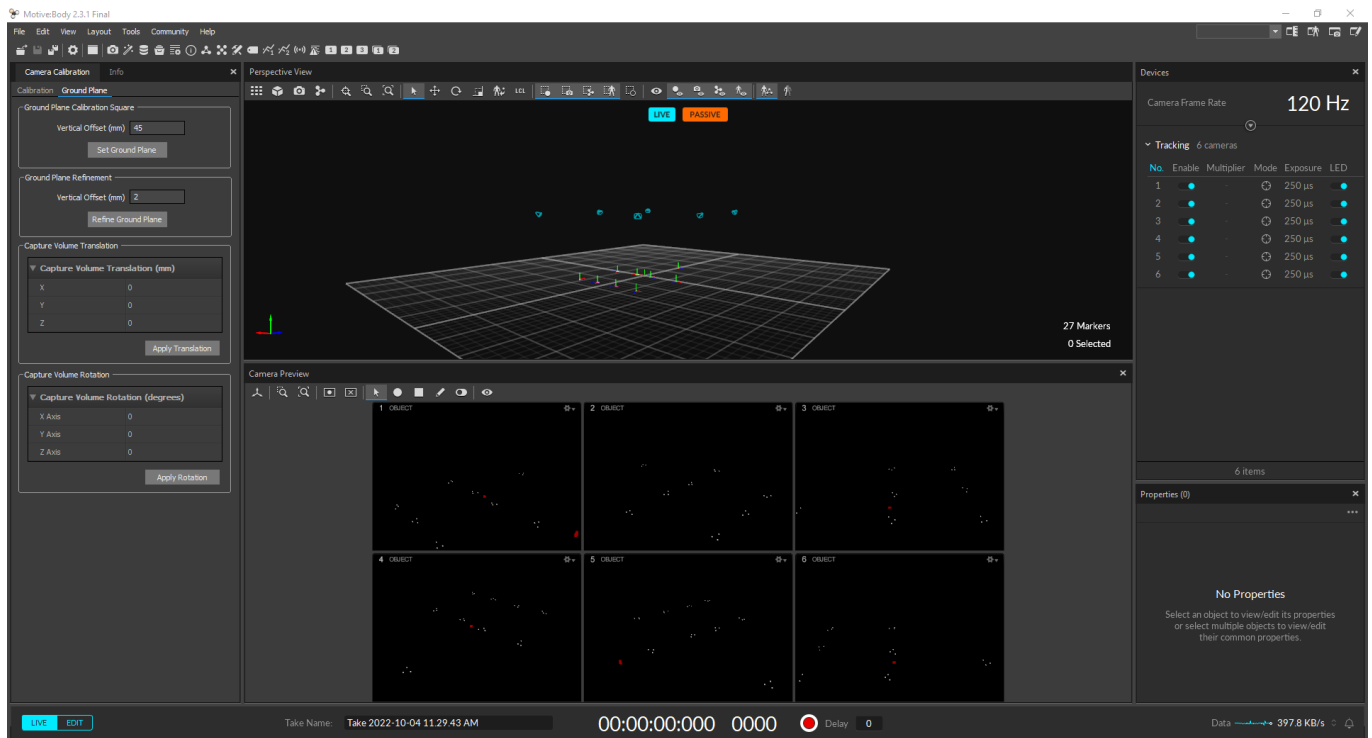 Motive:Body 2.3.1 Final
File Edit View Layout Tools Community Help
1 2 3 1 2
Camera Calibration Info
Calibration Ground Plane
Ground Plane Calibration Square
Vertical Offset (mm) 45
Set Ground Plane
Ground Plane Refinement
Vertical Offset (mm) 2
Refine Ground Plane
Capture Volume Translation
Capture Volume Translation (mm)
X 0
Y 0
Z 0
Apply Translation
Capture Volume Rotation
Capture Volume Rotation (degrees)
X Axis 0
Y Axis 0
Z Axis 0
Apply Rotation
Perspective View
LCL
LIVE PASSIVE
27 Markers
0 Selected
Camera Preview
1 OBJECT
2 OBJECT
3 OBJECT
4 OBJECT
5 OBJECT
6 OBJECT
Devices
Camera Frame Rate 120 Hz
Tracking 6 cameras
No. Enable Multiplier Mode Exposure LED
1 - 250 µs
2 - 250 µs
3 - 250 µs
4 - 250 µs
5 - 250 µs
6 - 250 µs
6 items
Properties (0)
No Properties
Select an object to view/edit its properties
or select multiple objects to view/edit
their common properties.
LIVE EDIT
Take Name: Take 2022-10-04 11.29.43 AM
00:00:00:000 0000
Delay 0
Data 397.8 KB/s